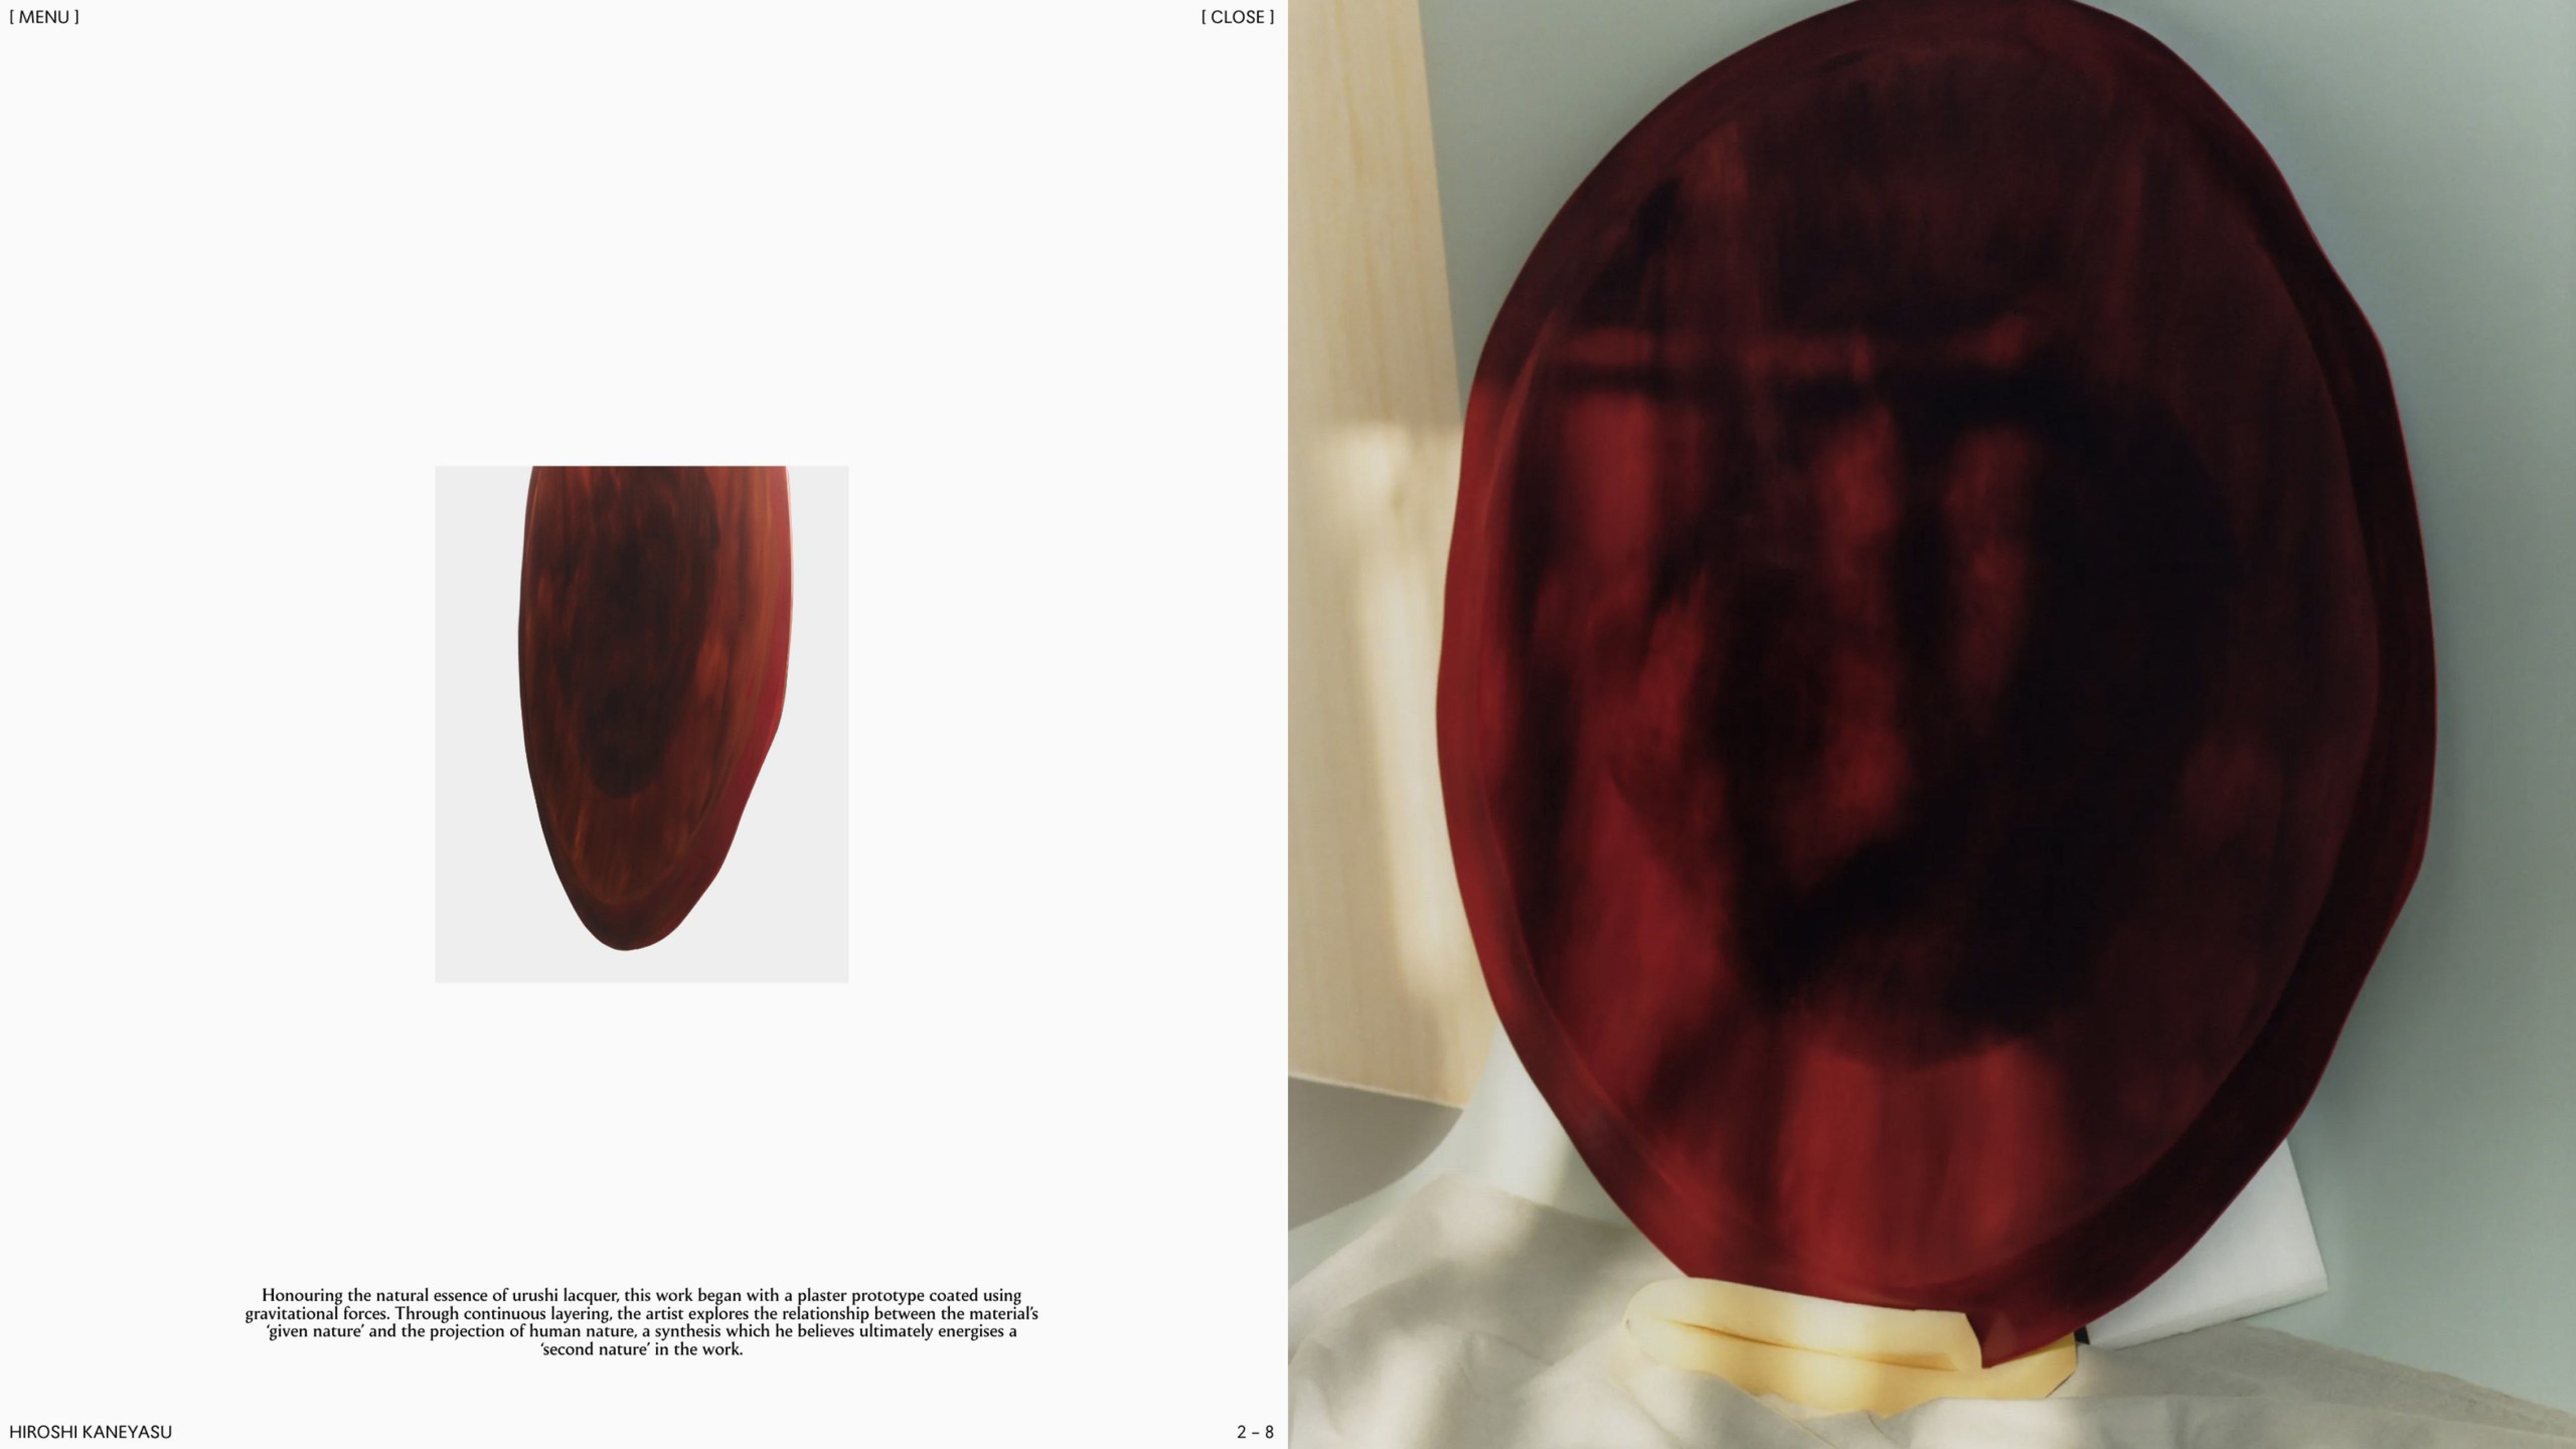 [ MENU ]
[ CLOSE ]
Honouring the natural essence of urushi lacquer, this work began with a plaster prototype coated using
gravitational forces. Through continuous layering, the artist explores the relationship between the material’s
‘given nature’ and the projection of human nature, a synthesis which he believes ultimately energises a
‘second nature’ in the work.
HIROSHI KANEYASU
2 – 8